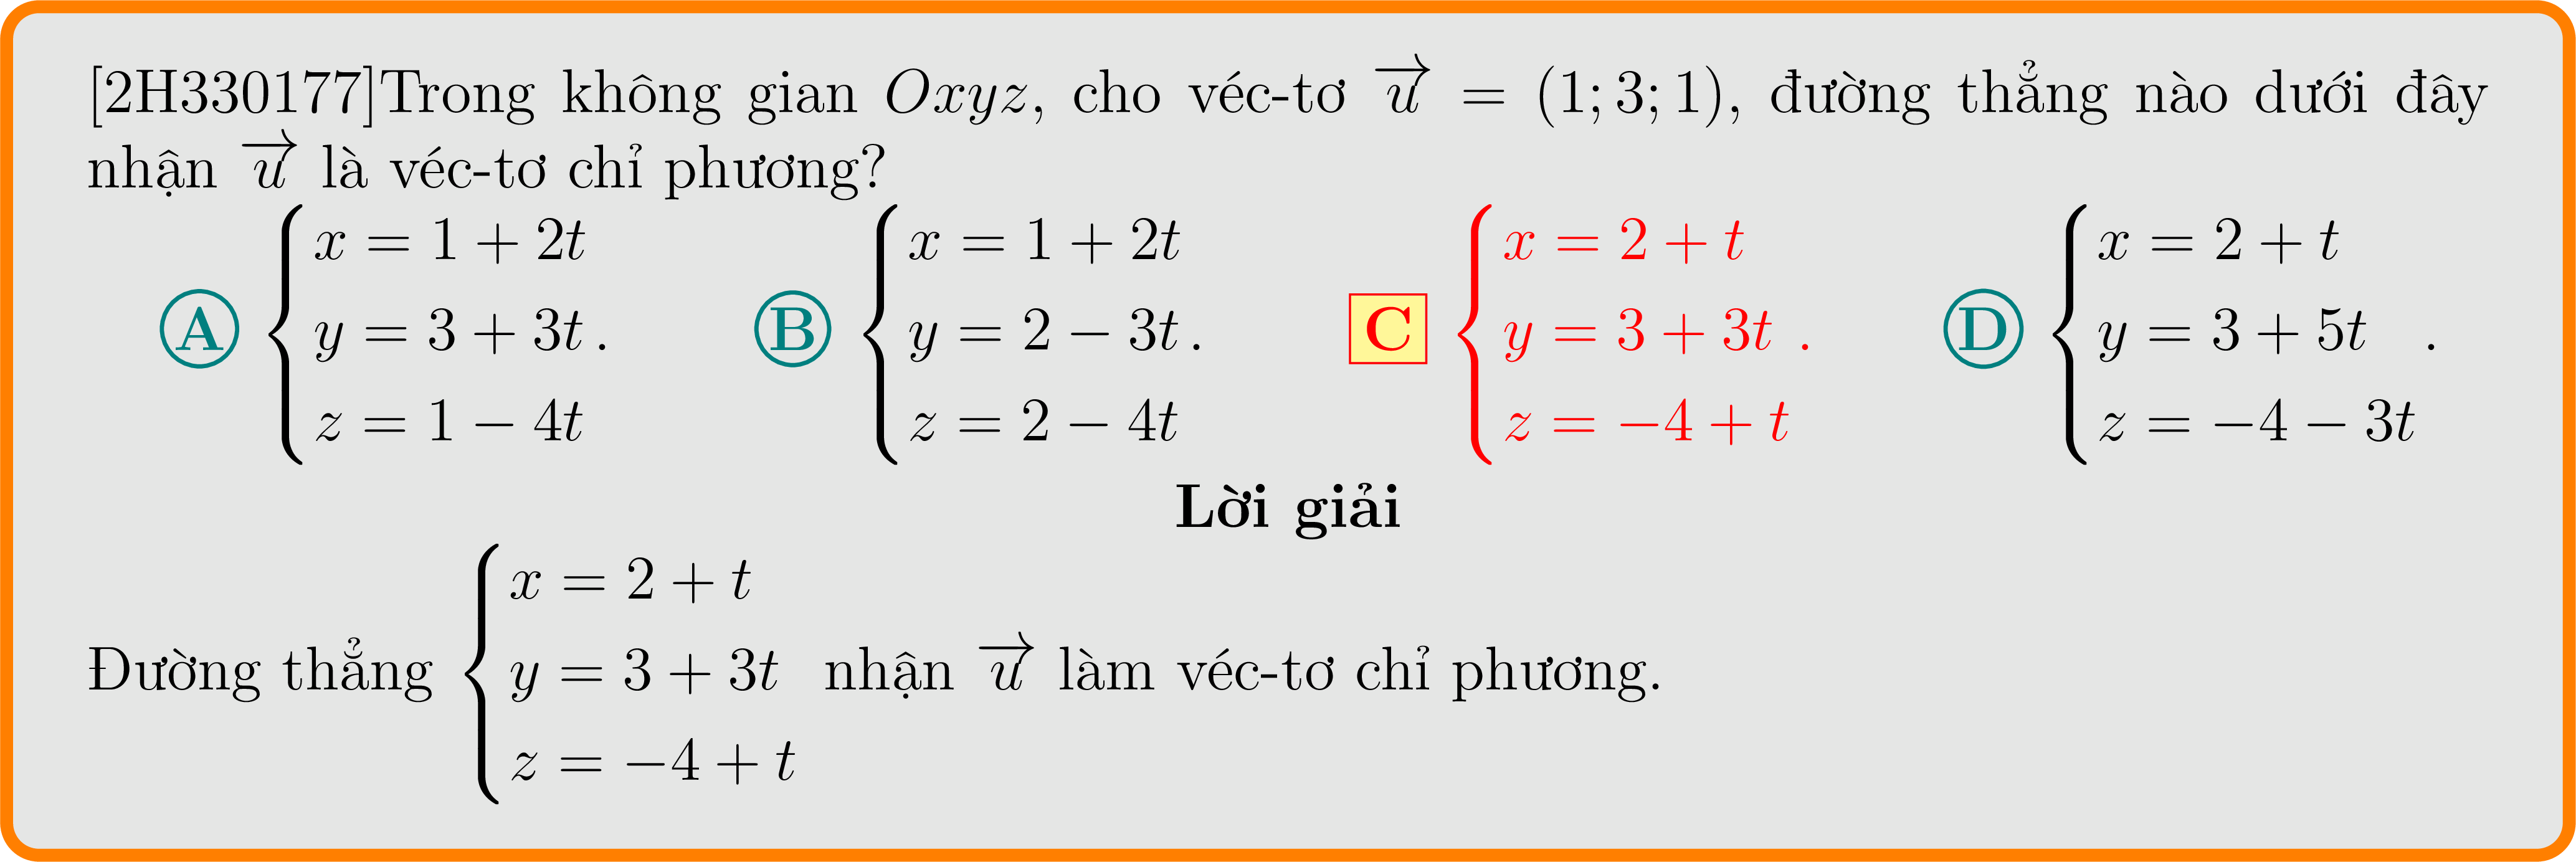 [2H330177]Trong không gian Oxyz, cho véc-tơ $\overrightarrow{u}$ = (1; 3; 1), đường thẳng nào dưới đây
nhận $\overrightarrow{u}$ là véc-tơ chỉ phương?
A $\begin{cases} x = 1 + 2t \\ y = 3 + 3t \\ z = 1 - 4t \end{cases}$. B $\begin{cases} x = 1 + 2t \\ y = 2 - 3t \\ z = 2 - 4t \end{cases}$. C $\begin{cases} x = 2 + t \\ y = 3 + 3t \\ z = -4 + t \end{cases}$. D $\begin{cases} x = 2 + t \\ y = 3 + 5t \\ z = -4 - 3t \end{cases}$.
Lời giải
Đường thẳng $\begin{cases} x = 2 + t \\ y = 3 + 3t \\ z = -4 + t \end{cases}$ nhận $\overrightarrow{u}$ làm véc-tơ chỉ phương.